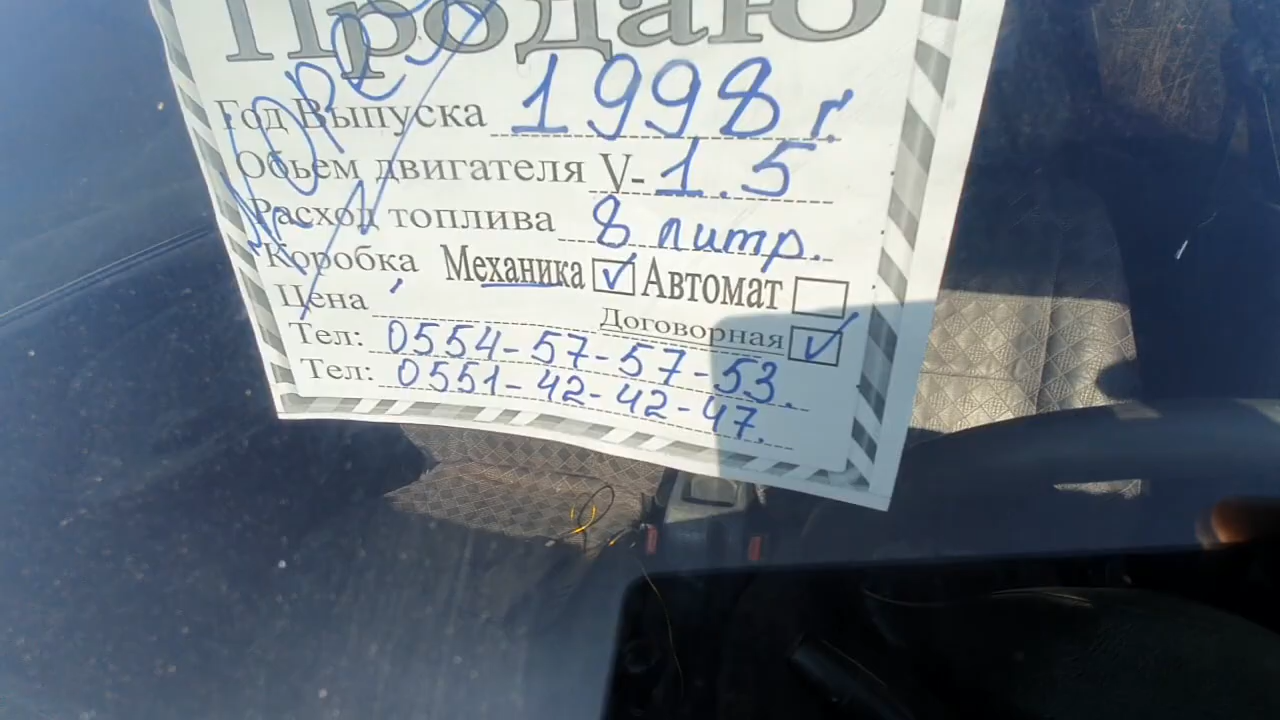 Продаю
Год Выпуска 1998 г.
Обьем двигателя V- 1.5
Расход топлива 8 литр.
Коробка Механика ✓ Автомат
Цена Договорная ✓
Тел: 0554-57-57-53.
Тел: 0551-42-42-47.